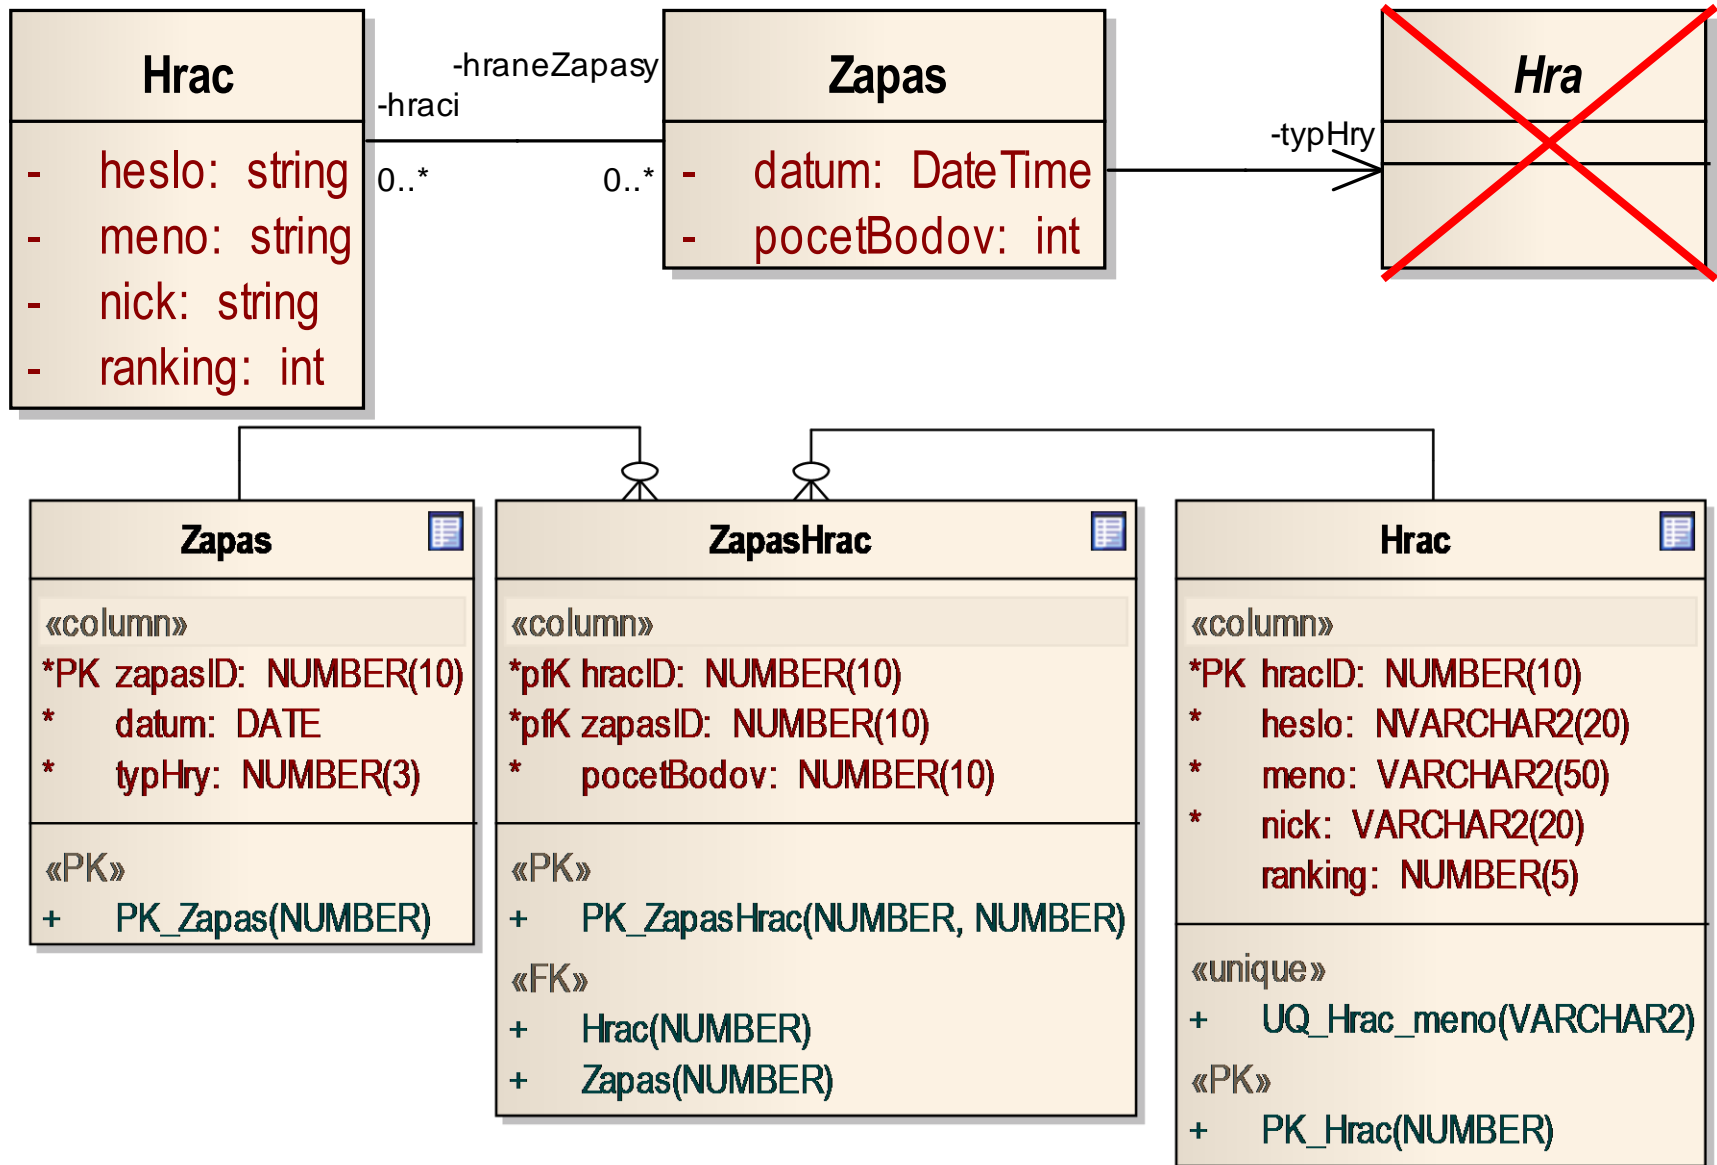 Hrac
- heslo: string
- meno: string
- nick: string
- ranking: int
-hraneZapasy
-hraci
0..*
0..*
Zapas
- datum: DateTime
- pocetBodov: int
-typHry
Hra
Zapas
«column»
*PK zapasID: NUMBER(10)
* datum: DATE
* typHry: NUMBER(3)
«PK»
+ PK_Zapas(NUMBER)
ZapasHrac
«column»
*pfK hracID: NUMBER(10)
*pfK zapasID: NUMBER(10)
* pocetBodov: NUMBER(10)
«PK»
+ PK_ZapasHrac(NUMBER, NUMBER)
«FK»
+ Hrac(NUMBER)
+ Zapas(NUMBER)
Hrac
«column»
*PK hracID: NUMBER(10)
* heslo: NVARCHAR2(20)
* meno: VARCHAR2(50)
* nick: VARCHAR2(20)
ranking: NUMBER(5)
«unique»
+ UQ_Hrac_meno(VARCHAR2)
«PK»
+ PK_Hrac(NUMBER)